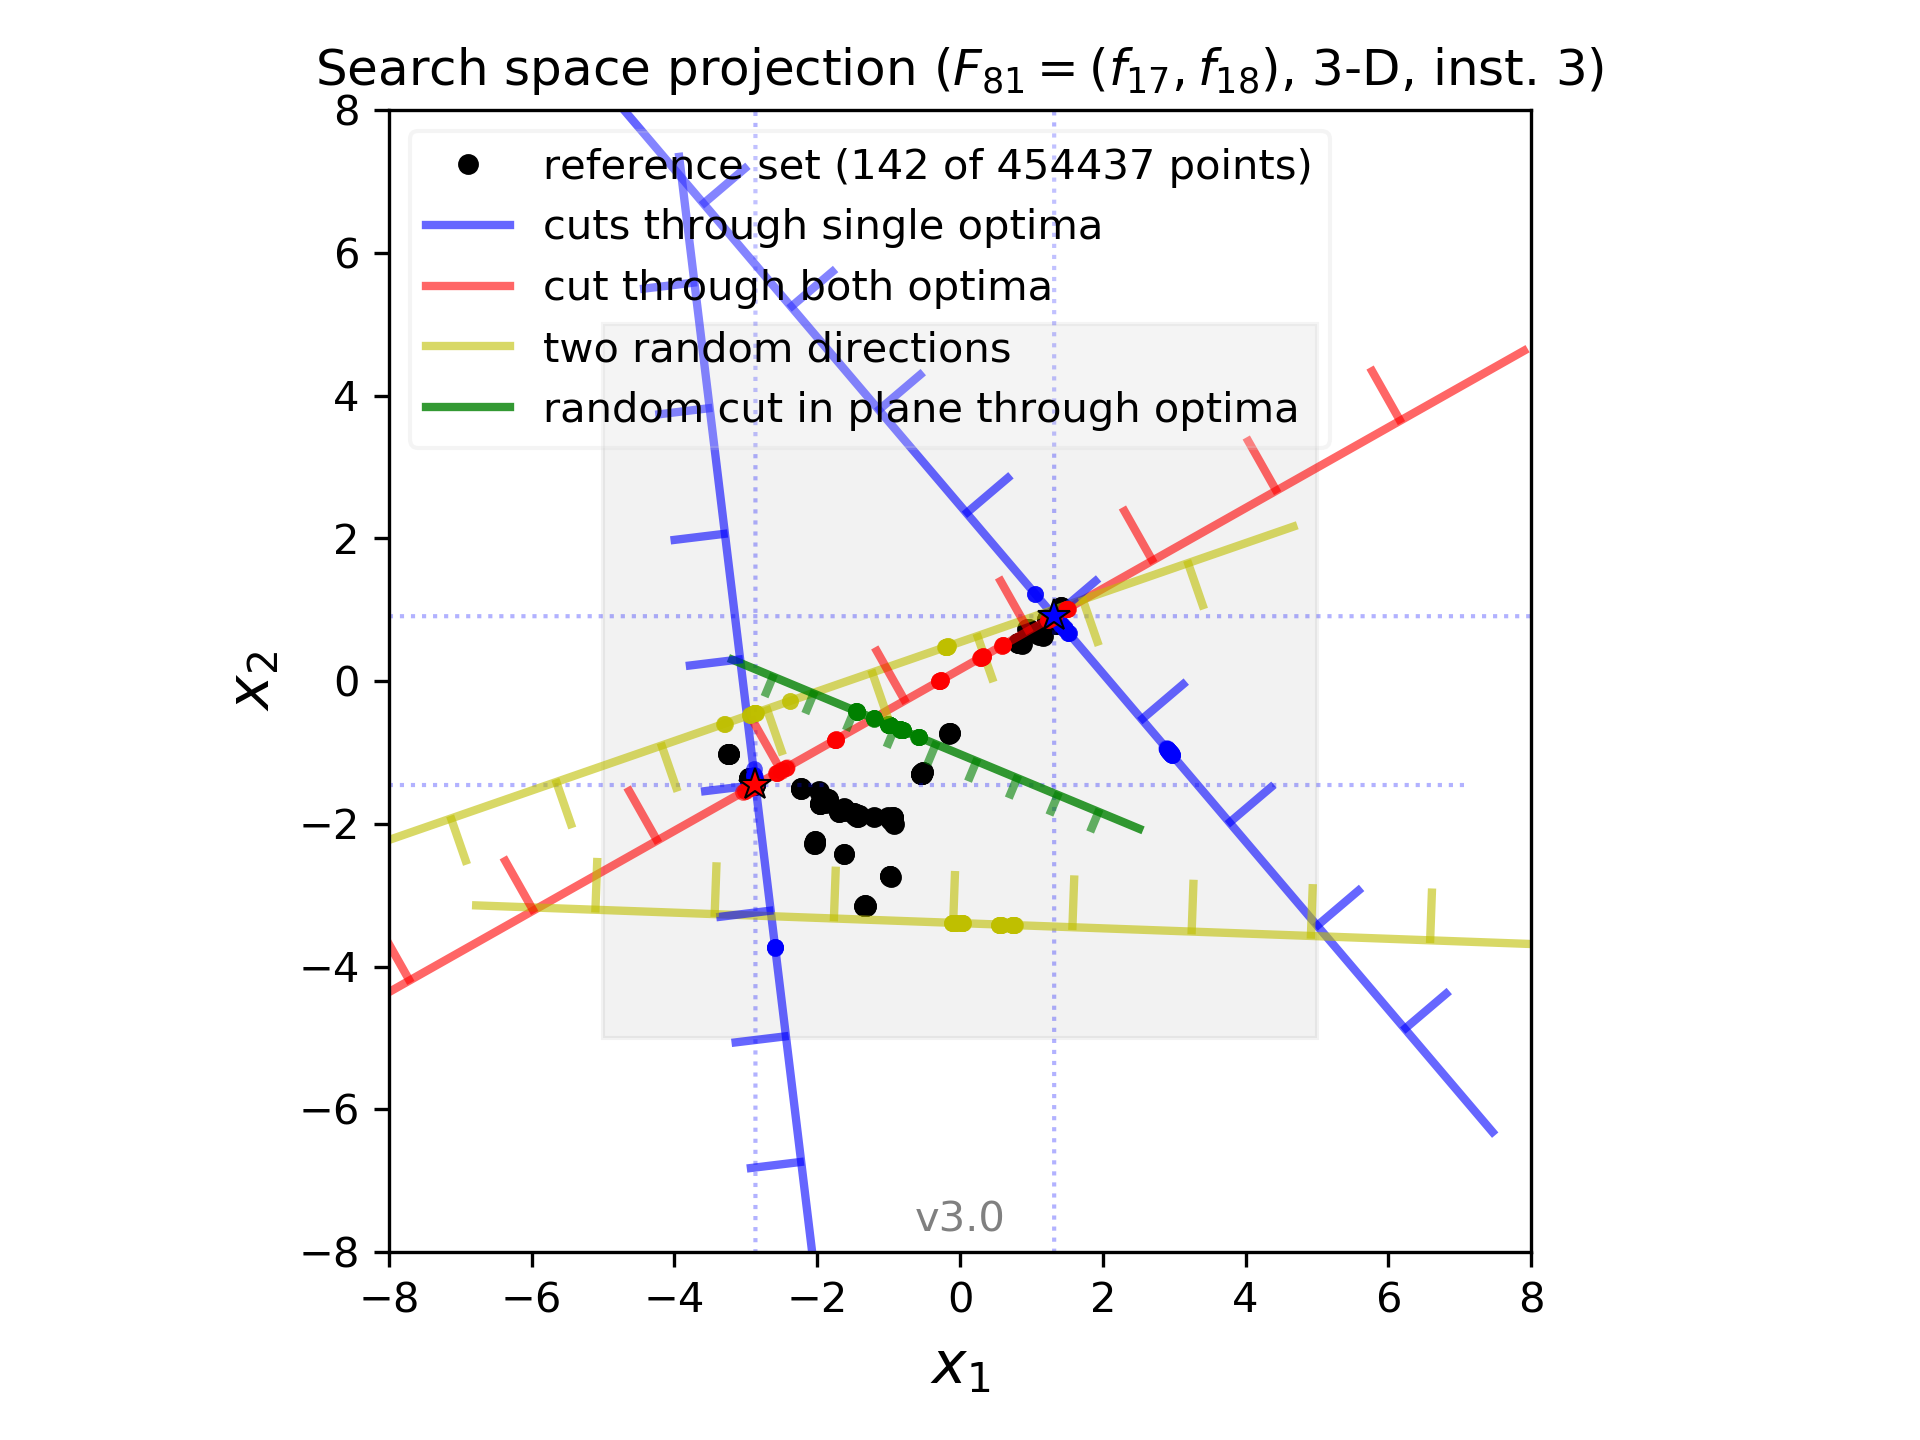 Search space projection (F81 = (f17, f18), 3-D, inst. 3)
reference set (142 of 454437 points)
cuts through single optima
cut through both optima
two random directions
random cut in plane through optima
8
6
4
2
0
−2
−4
−6
−8
x2
v3.0
−8 −6 −4 −2 0 2 4 6 8
x1